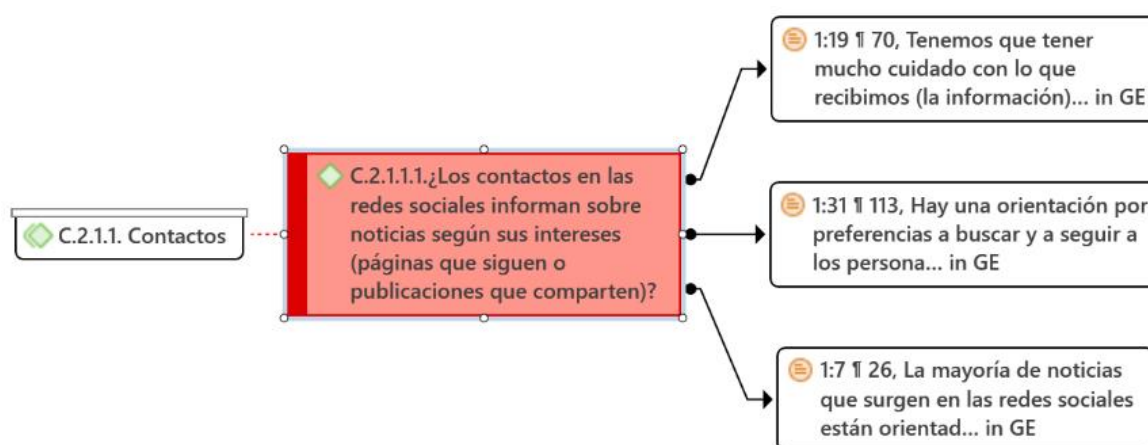 C.2.1.1. Contactos
C.2.1.1.1.¿Los contactos en las
redes sociales informan sobre
noticias según sus intereses
(páginas que siguen o
publicaciones que comparten)?
1:19 ¶ 70, Tenemos que tener
mucho cuidado con lo que
recibimos (la información)... in GE
1:31 ¶ 113, Hay una orientación por
preferencias a buscar y a seguir a
los persona... in GE
1:7 ¶ 26, La mayoría de noticias
que surgen en las redes sociales
están orientad... in GE